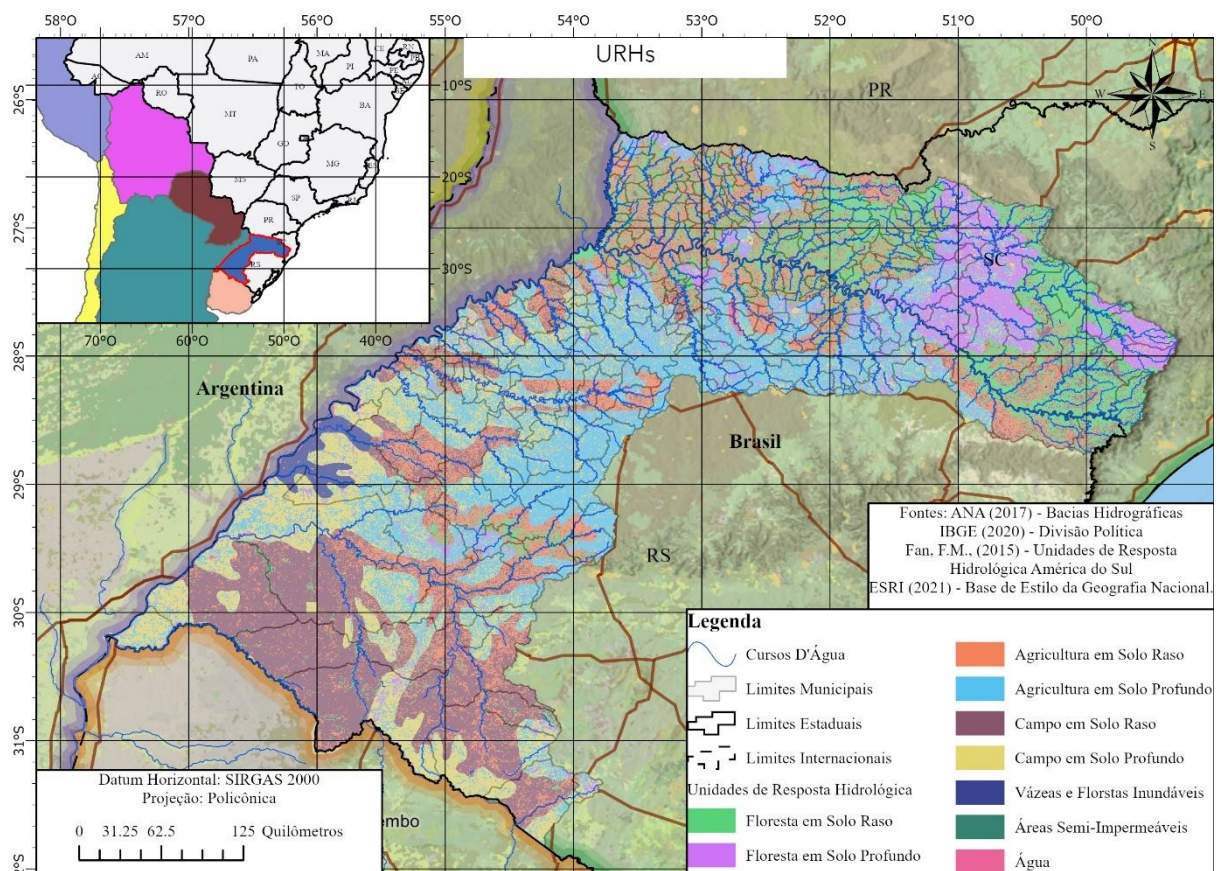 58°O 57°0'O 56°O 55°O 54°O 53°O 52°O 51°O 50°O
URHs
26°S
27°S
28°S
29°S
30°S
31°S
10°S
20°S
30°S
70°O 60°O 50°O 40°O
AM
PA
MA
CE
RN
PI
AC
RO
TO
BA
MT
GO
MG
MS
SP
PR
RS
PR
SC
RS
N
W
E
S
Argentina
Brasil
embo
Fontes: ANA (2017) - Bacias Hidrográficas
IBGE (2020) - Divisão Política
Fan, F.M., (2015) - Unidades de Resposta
Hidrológica América do Sul
ESRI (2021) - Base de Estilo da Geografia Nacional.
Datum Horizontal: SIRGAS 2000
Projeção: Policônica
0 31.25 62.5 125 Quilômetros
Legenda
Cursos D'Água
Limites Municipais
Limites Estaduais
Limites Internacionais
Unidades de Resposta Hidrológica
Floresta em Solo Raso
Floresta em Solo Profundo
Agricultura em Solo Raso
Agricultura em Solo Profundo
Campo em Solo Raso
Campo em Solo Profundo
Vázeas e Florstas Inundáveis
Áreas Semi-Impermeáveis
Água